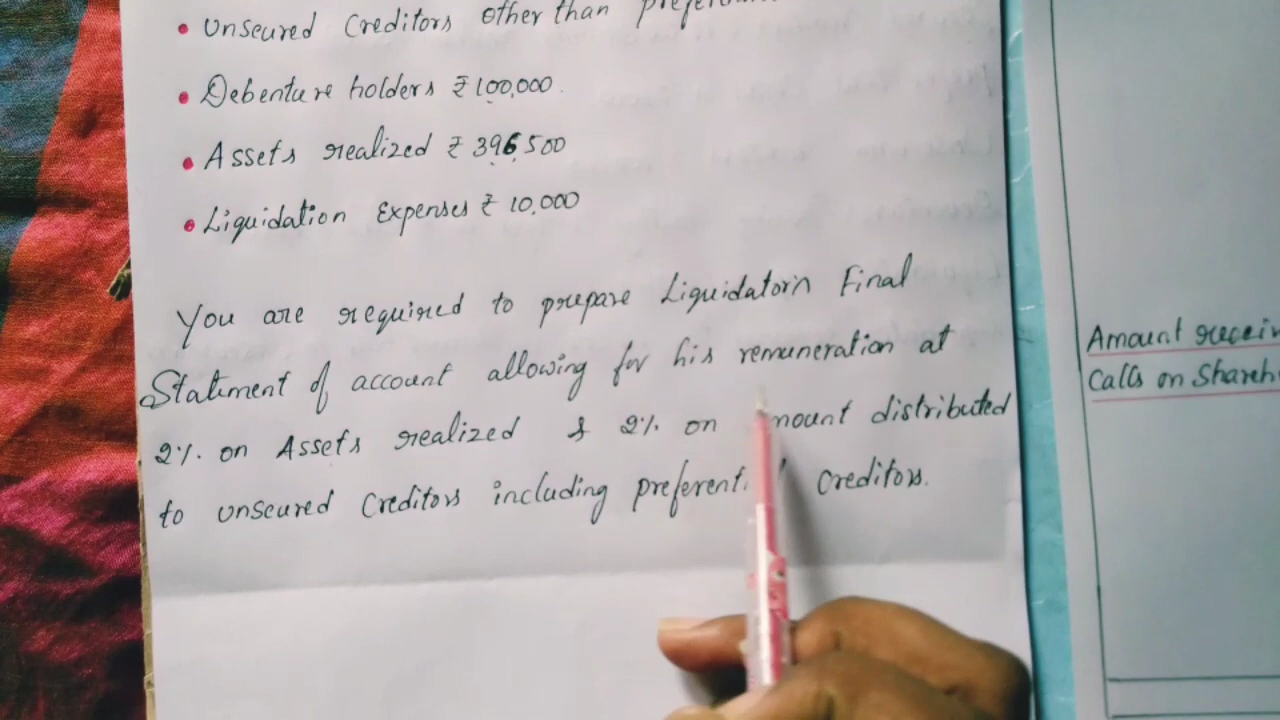 Unscured Creditors other than
Debenture holders ₹ 100,000.
Assets realized ₹ 396,500
Liquidation Expenses ₹ 10,000
You are required to prepare Liquidator's Final
Statement of account allowing for his remuneration at
2%. on Assets realized & 2%. on amount distributed
to unscured Creditors including preferential creditors.
Amount
Calls on